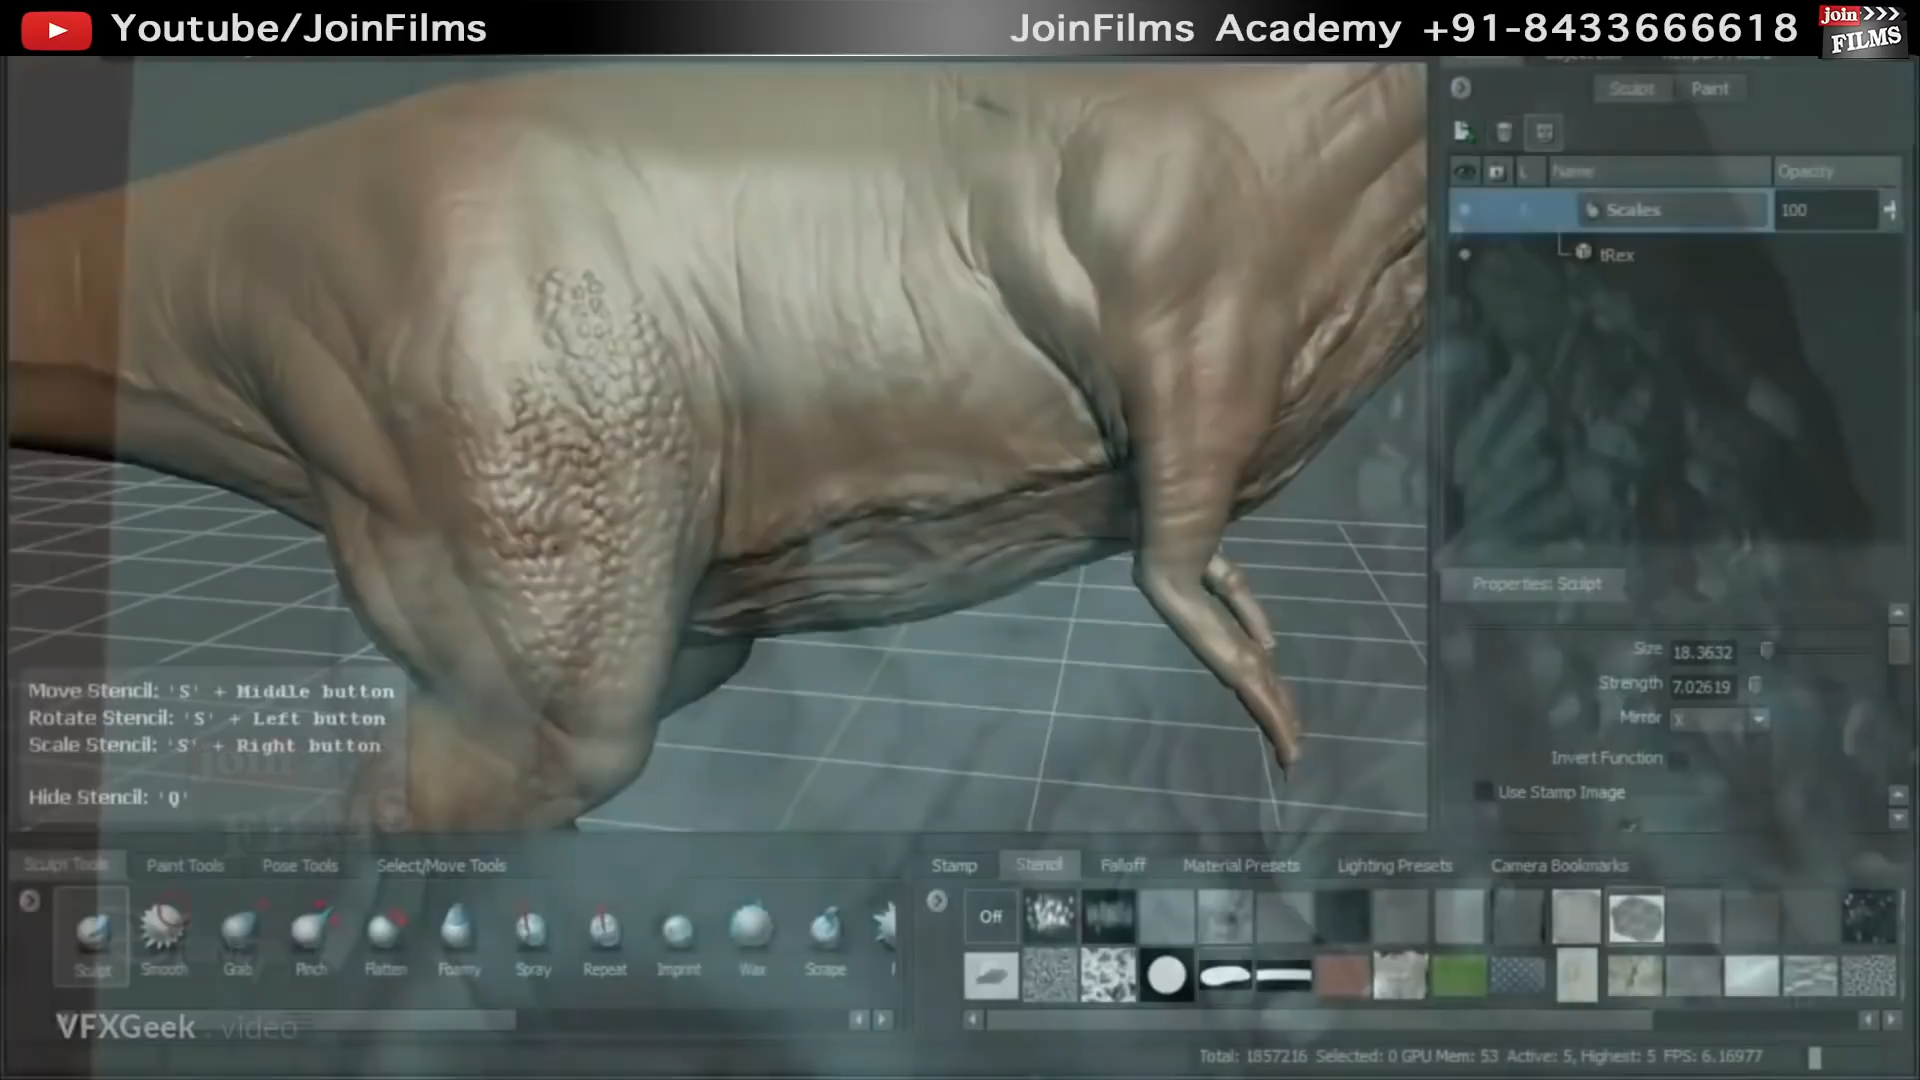 Youtube/JoinFilms
JoinFilms Academy +91-8433666618
join
FILMS
Sculpt Paint
L Name Opacity
Scales 100
tRex
Properties: Sculpt
Size 18.3632
Strength 7.02619
Mirror X
Invert Function
Use Stamp Image
Move Stencil: 'S' + Middle button
Rotate Stencil: 'S' + Left button
Scale Stencil: 'S' + Right button
Hide Stencil: 'Q'
Sculpt Tools Paint Tools Pose Tools Select/Move Tools
Sculpt Smooth Grab Pinch Flatten Foamy Spray Repeat Imprint Wax Scrape
Stamp Stencil Falloff Material Presets Lighting Presets Camera Bookmarks
Off
VFXGeek . video
Total: 1857216 Selected: 0 GPU Mem: 53 Active: 5, Highest: 5 FPS: 6.16977